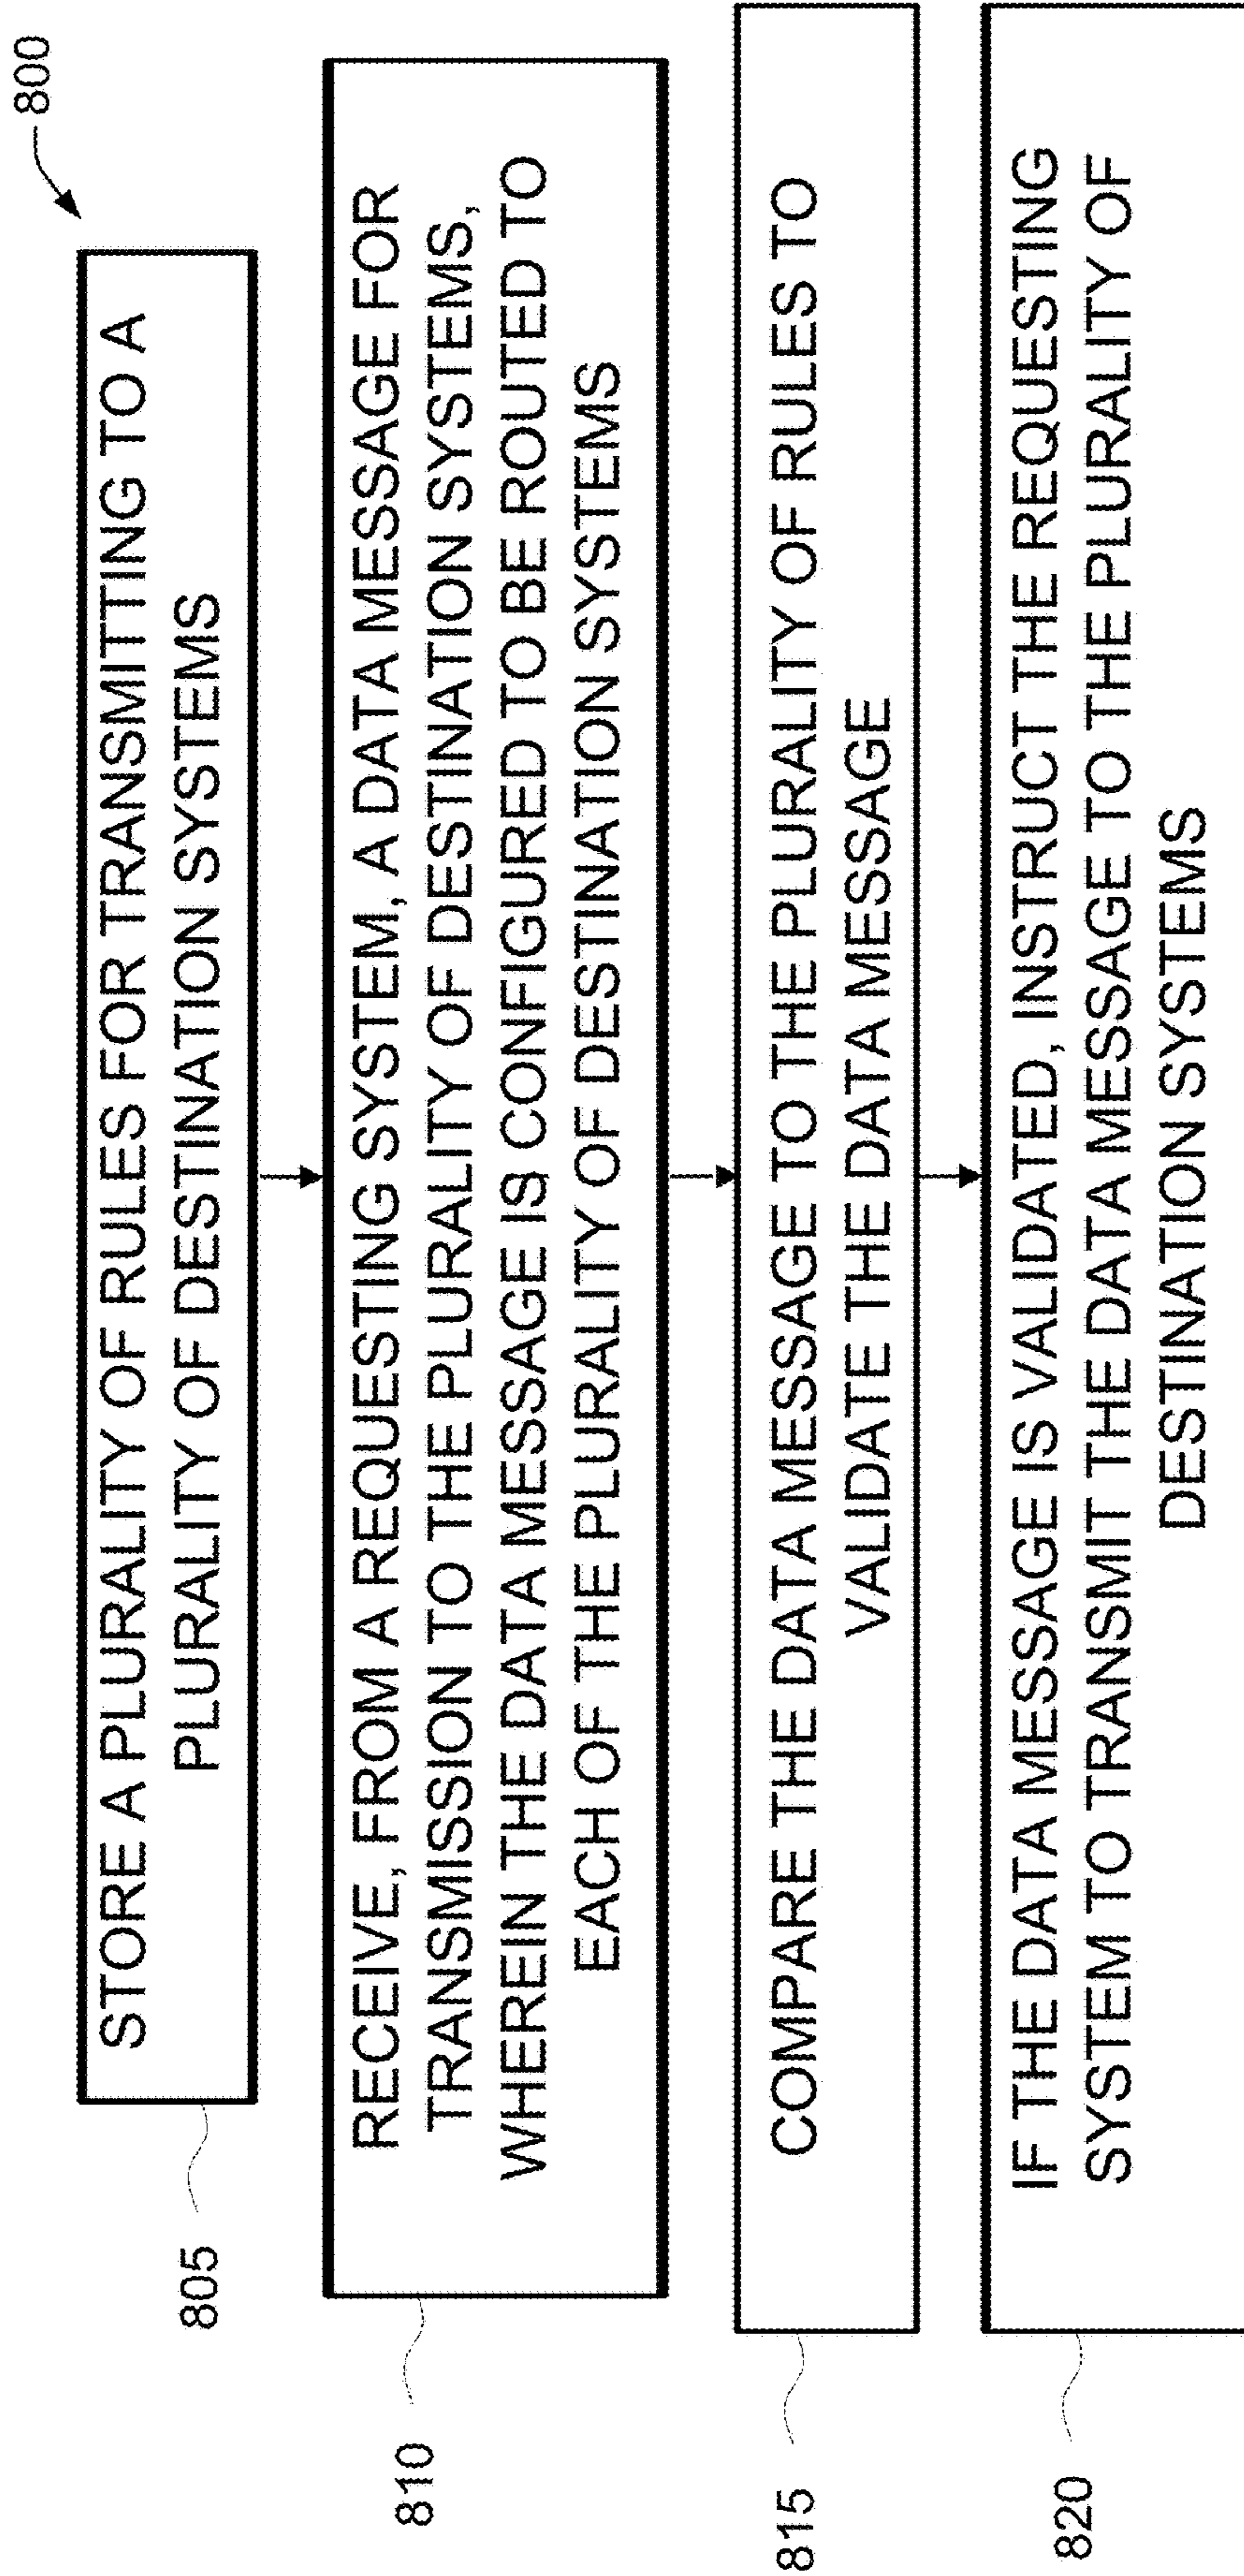 800
805
STORE A PLURALITY OF RULES FOR TRANSMITTING TO A
PLURALITY OF DESTINATION SYSTEMS
810
RECEIVE, FROM A REQUESTING SYSTEM, A DATA MESSAGE FOR
TRANSMISSION TO THE PLURALITY OF DESTINATION SYSTEMS,
WHEREIN THE DATA MESSAGE IS CONFIGURED TO BE ROUTED TO
EACH OF THE PLURALITY OF DESTINATION SYSTEMS
815
COMPARE THE DATA MESSAGE TO THE PLURALITY OF RULES TO
VALIDATE THE DATA MESSAGE
820
IF THE DATA MESSAGE IS VALIDATED, INSTRUCT THE REQUESTING
SYSTEM TO TRANSMIT THE DATA MESSAGE TO THE PLURALITY OF
DESTINATION SYSTEMS